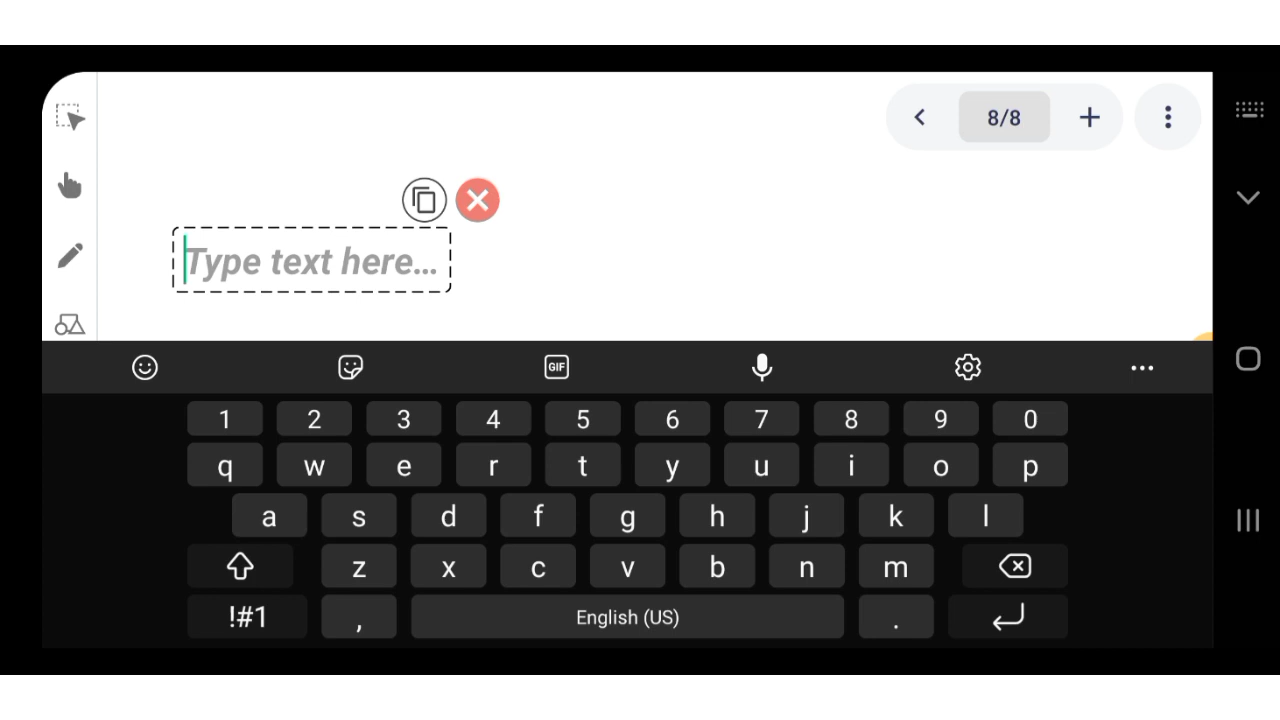 8/8
Type text here...
GIF
1 2 3 4 5 6 7 8 9 0
q w e r t y u i o p
a s d f g h j k l
z x c v b n m
!#1 , English (US) .